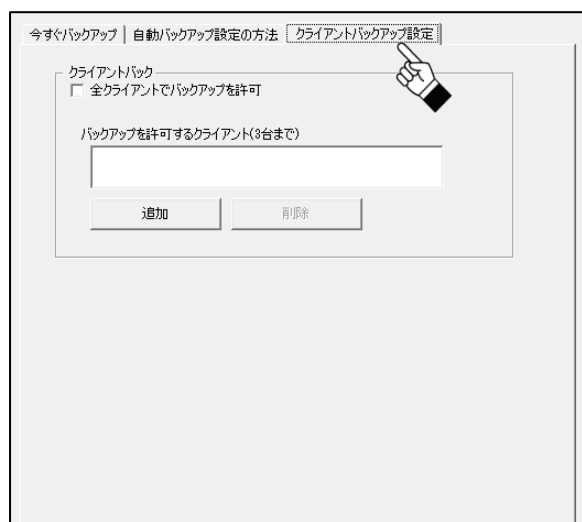 今すぐバックアップ 自動バックアップ設定の方法 クライアントバックアップ設定
クライアントバック
全クライアントでバックアップを許可
バックアップを許可するクライアント(3台まで)
追加 削除